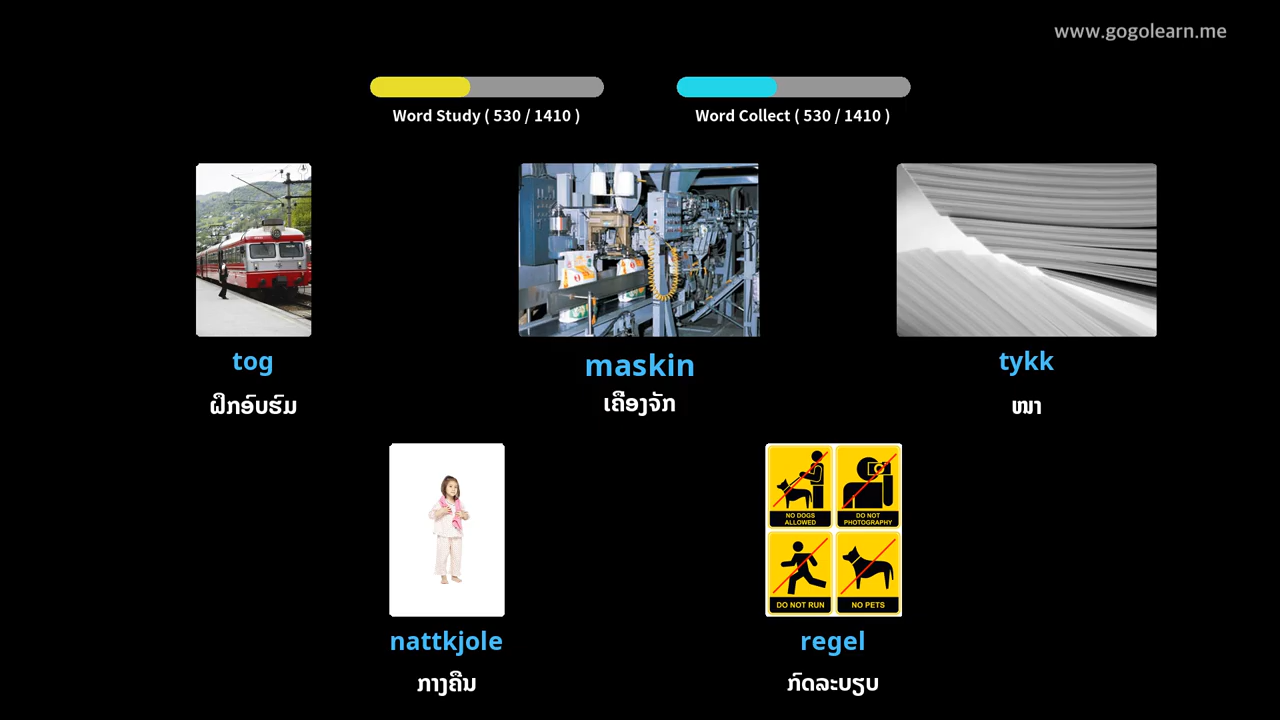 www.gogolearn.me
Word Study ( 530 / 1410 )
Word Collect ( 530 / 1410 )
tog
ຝຶກອົບຮົມ
maskin
ເຄື່ອງຈັກ
tykk
ໜາ
nattkjole
ກາງຄືນ
NO DOGS
ALLOWED
DO NOT
PHOTOGRAPHY
DO NOT RUN
NO PETS
regel
ກົດລະບຽບ